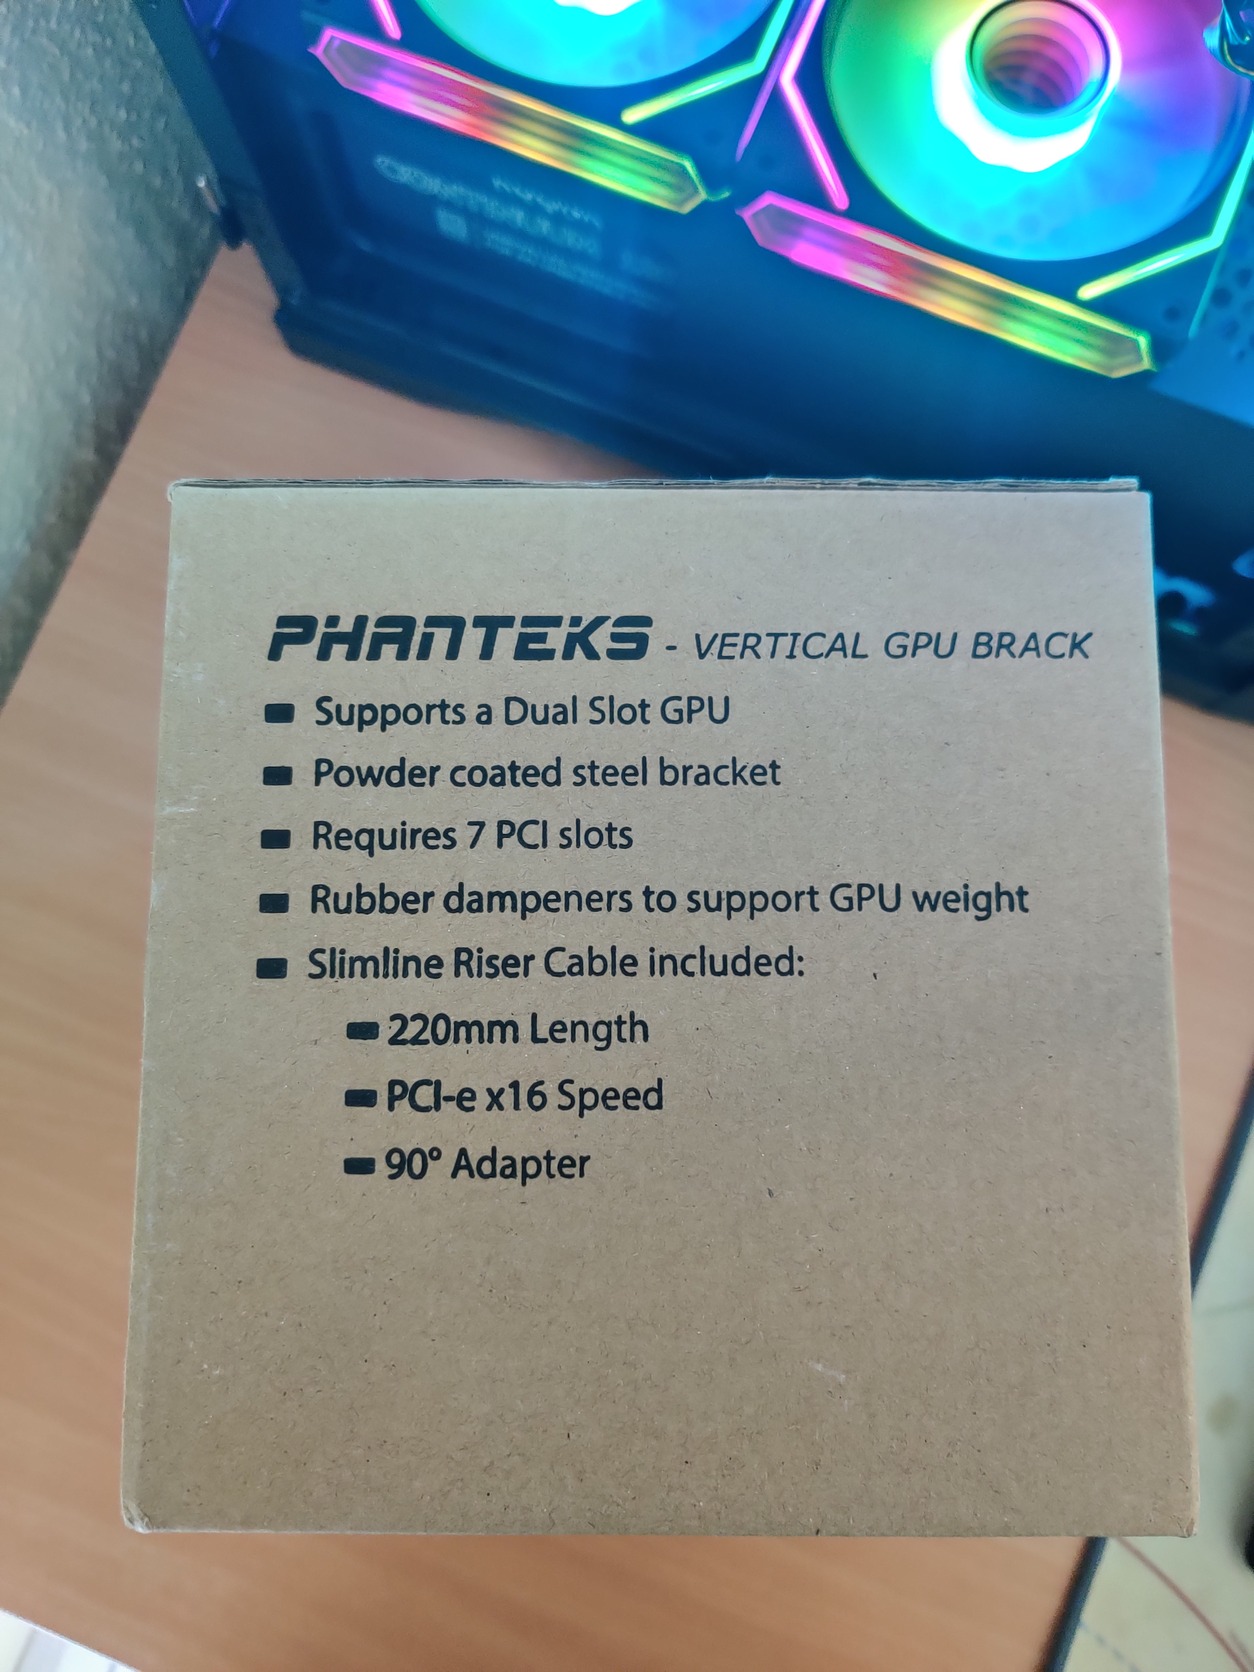 PHANTEKS - VERTICAL GPU BRACK
Supports a Dual Slot GPU
Powder coated steel bracket
Requires 7 PCI slots
Rubber dampeners to support GPU weight
Slimline Riser Cable included:
220mm Length
PCI-e x16 Speed
90° Adapter